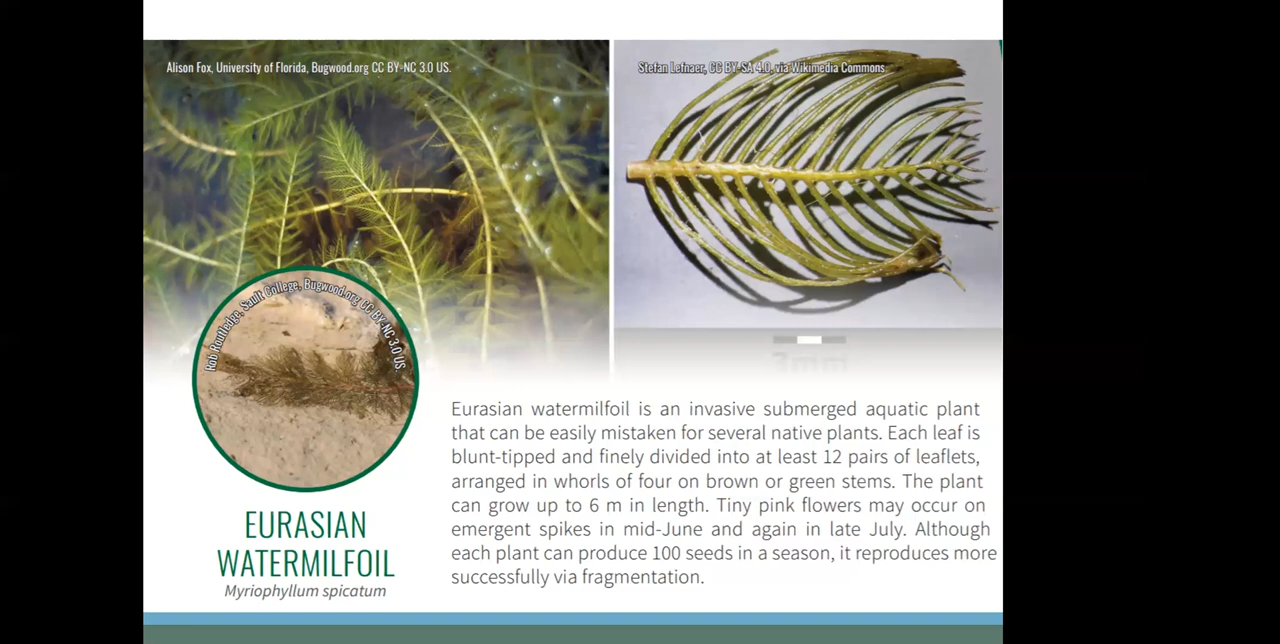 Alison Fox, University of Florida, Bugwood.org CC BY-NC 3.0 US.
Stefan Lefnaer, CC BY-SA 4.0, via Wikimedia Commons.
Rob Routledge, Sault College, Bugwood.org CC BY-NC 3.0 US.
3mm
Eurasian watermilfoil is an invasive submerged aquatic plant
that can be easily mistaken for several native plants. Each leaf is
blunt-tipped and finely divided into at least 12 pairs of leaflets,
arranged in whorls of four on brown or green stems. The plant
can grow up to 6 m in length. Tiny pink flowers may occur on
emergent spikes in mid-June and again in late July. Although
each plant can produce 100 seeds in a season, it reproduces more
successfully via fragmentation.
EURASIAN
WATERMILFOIL
Myriophyllum spicatum